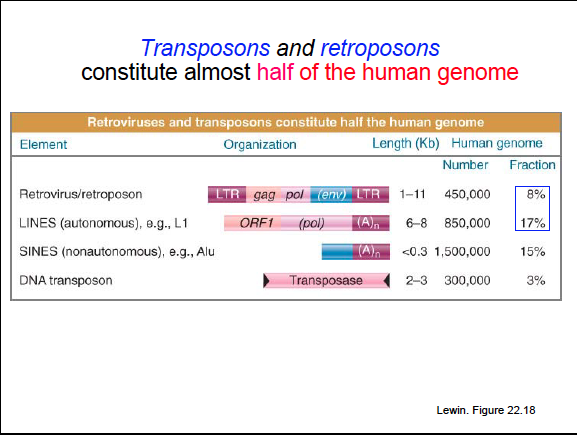 Transposons and retroposons
constitute almost half of the human genome
Retroviruses and transposons constitute half the human genome
Element Organization Length (Kb) Human genome
Number Fraction
Retrovirus/retroposon LTR gag pol (env) LTR 1–11 450,000 8%
LINES (autonomous), e.g., L1 ORF1 (pol) (A)n 6–8 850,000 17%
SINES (nonautonomous), e.g., Alu (A)n <0.3 1,500,000 15%
DNA transposon Transposase 2–3 300,000 3%
Lewin. Figure 22.18